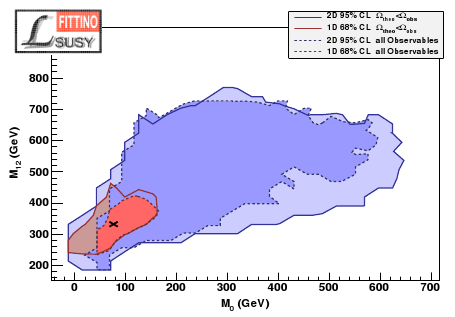 FITTINO
SUSY
2D 95% CL Ωtheo<Ωobs
1D 68% CL Ωtheo<Ωobs
2D 95% CL all Observables
1D 68% CL all Observables
M12 (GeV)
800
700
600
500
400
300
200
0 100 200 300 400 500 600 700
M0 (GeV)